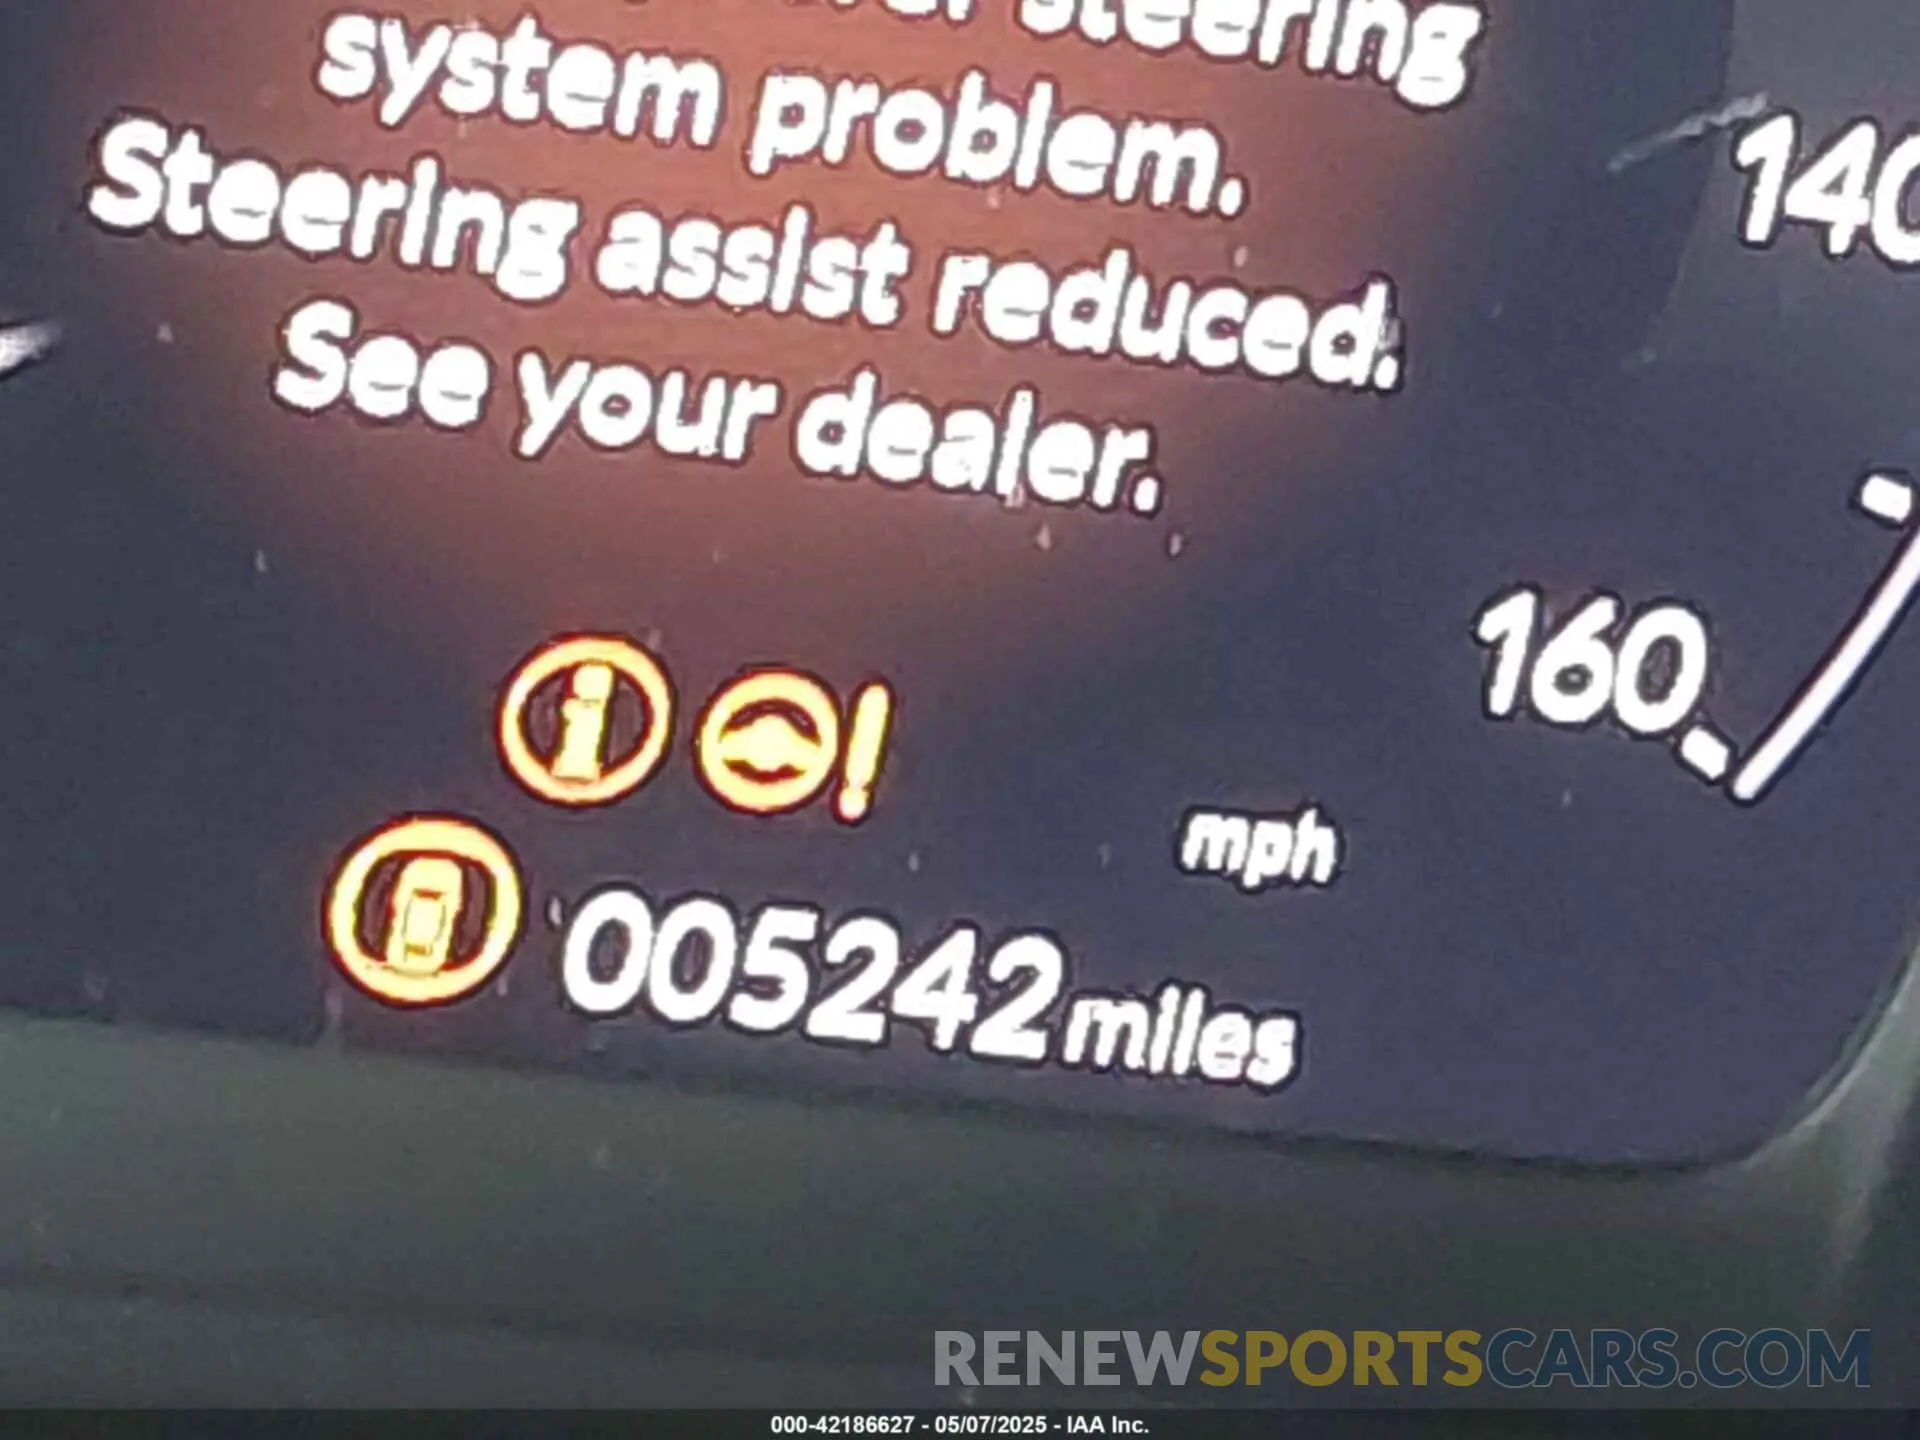 steering
system problem.
Steering assist reduced.
See your dealer.
140
160
mph
005242 miles
RENEWSPORTSCARS.COM
000-42186627 - 05/07/2025 - IAA Inc.